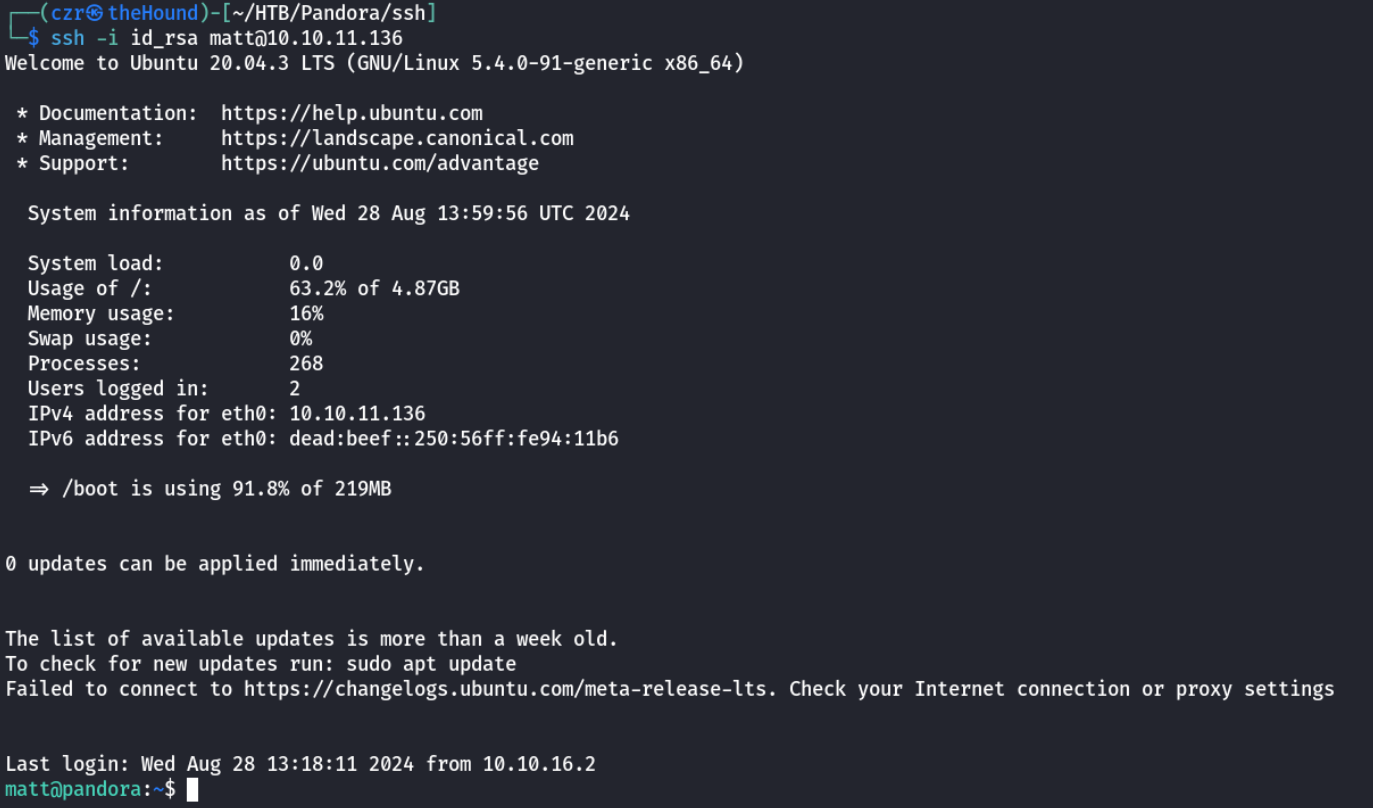 ┌──(czr㉿theHound)-[~/HTB/Pandora/ssh]
└─$ ssh -i id_rsa matt@10.10.11.136
Welcome to Ubuntu 20.04.3 LTS (GNU/Linux 5.4.0-91-generic x86_64)
* Documentation: https://help.ubuntu.com
* Management: https://landscape.canonical.com
* Support: https://ubuntu.com/advantage
System information as of Wed 28 Aug 13:59:56 UTC 2024
System load: 0.0
Usage of /: 63.2% of 4.87GB
Memory usage: 16%
Swap usage: 0%
Processes: 268
Users logged in: 2
IPv4 address for eth0: 10.10.11.136
IPv6 address for eth0: dead:beef::250:56ff:fe94:11b6
=> /boot is using 91.8% of 219MB
0 updates can be applied immediately.
The list of available updates is more than a week old.
To check for new updates run: sudo apt update
Failed to connect to https://changelogs.ubuntu.com/meta-release-lts. Check your Internet connection or proxy settings
Last login: Wed Aug 28 13:18:11 2024 from 10.10.16.2
matt@pandora:~$